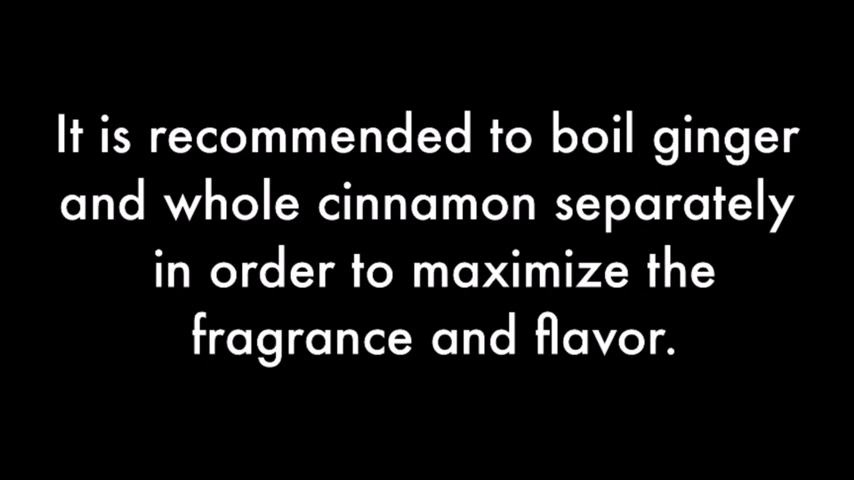 It is recommended to boil ginger
and whole cinnamon separately
in order to maximize the
fragrance and flavor.